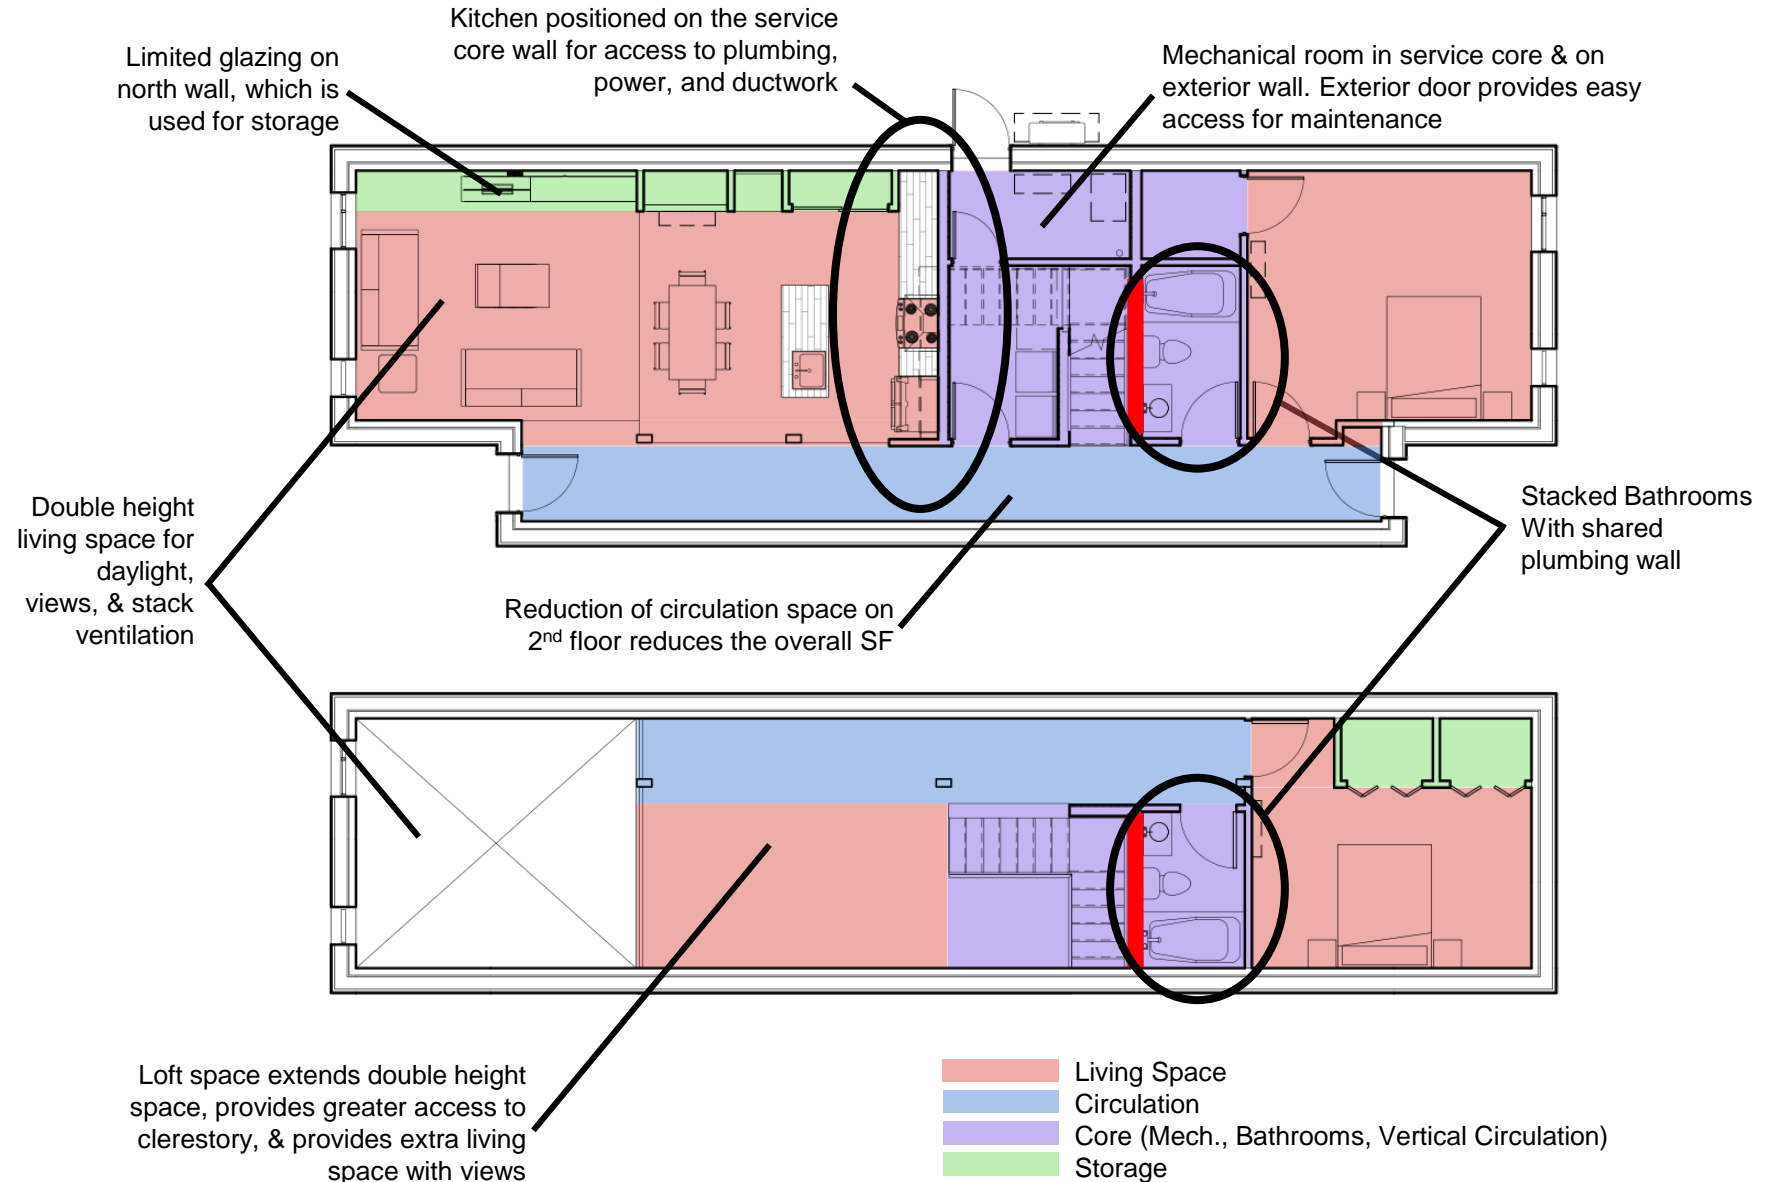 Kitchen positioned on the service
core wall for access to plumbing,
power, and ductwork
Limited glazing on
north wall, which is
used for storage
Mechanical room in service core & on
exterior wall. Exterior door provides easy
access for maintenance
Double height
living space for
daylight,
views, & stack
ventilation
Stacked Bathrooms
With shared
plumbing wall
Reduction of circulation space on
2nd floor reduces the overall SF
Loft space extends double height
space, provides greater access to
clerestory, & provides extra living
space with views
Living Space
Circulation
Core (Mech., Bathrooms, Vertical Circulation)
Storage